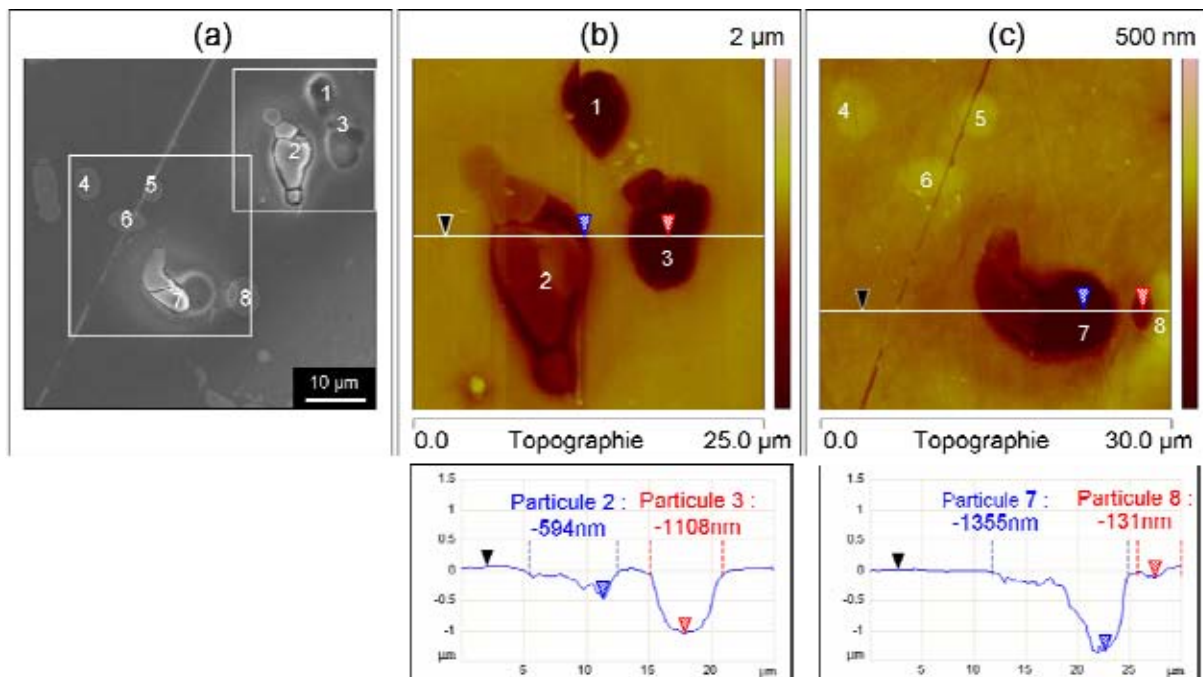 (a)
1
3
2
4
5
6
7
8
10 µm
(b) 2 µm
1
2
3
0.0 Topographie 25.0 µm
(c) 500 nm
4
5
6
7
8
0.0 Topographie 30.0 µm
1.5
1
0.5
0
-0.5
-1
µm
Particule 2 : Particule 3 :
-594nm -1108nm
5 10 15 20 µm
1.5
1
0.5
0
-0.5
-1
µm
Particule 7 : Particule 8 :
-1355nm -131nm
5 10 15 20 25 µm